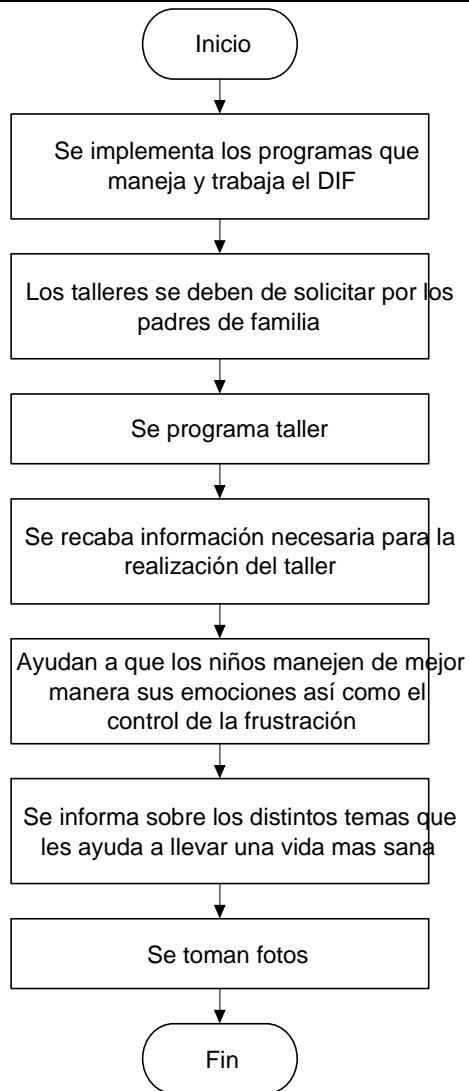 Inicio
Se implementa los programas que
maneja y trabaja el DIF
Los talleres se deben de solicitar por los
padres de familia
Se programa taller
Se recaba información necesaria para la
realización del taller
Ayudan a que los niños manejen de mejor
manera sus emociones así como el
control de la frustración
Se informa sobre los distintos temas que
les ayuda a llevar una vida mas sana
Se toman fotos
Fin